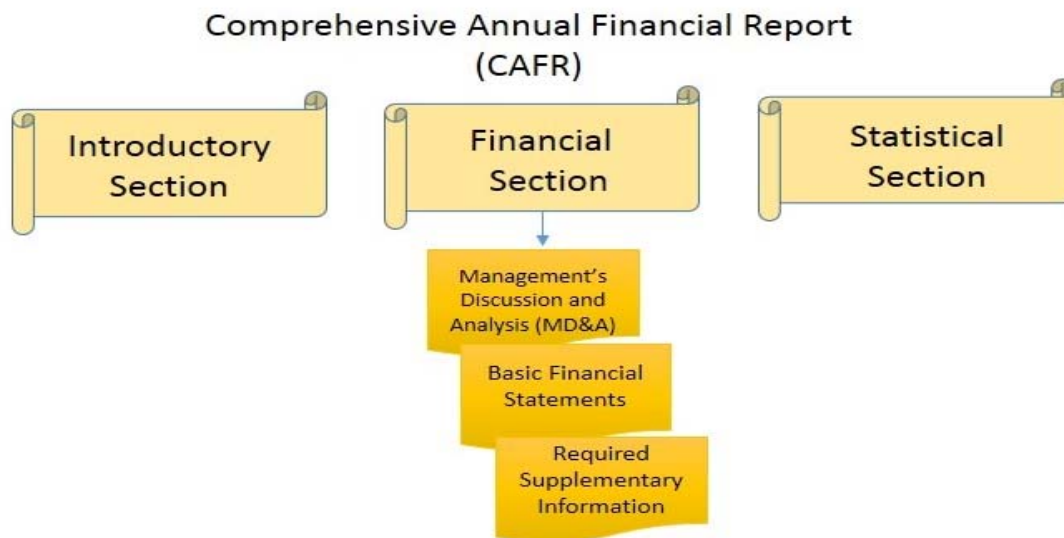 Comprehensive Annual Financial Report
(CAFR)
Introductory
Section
Financial
Section
Statistical
Section
Management’s
Discussion and
Analysis (MD&A)
Basic Financial
Statements
Required
Supplementary
Information